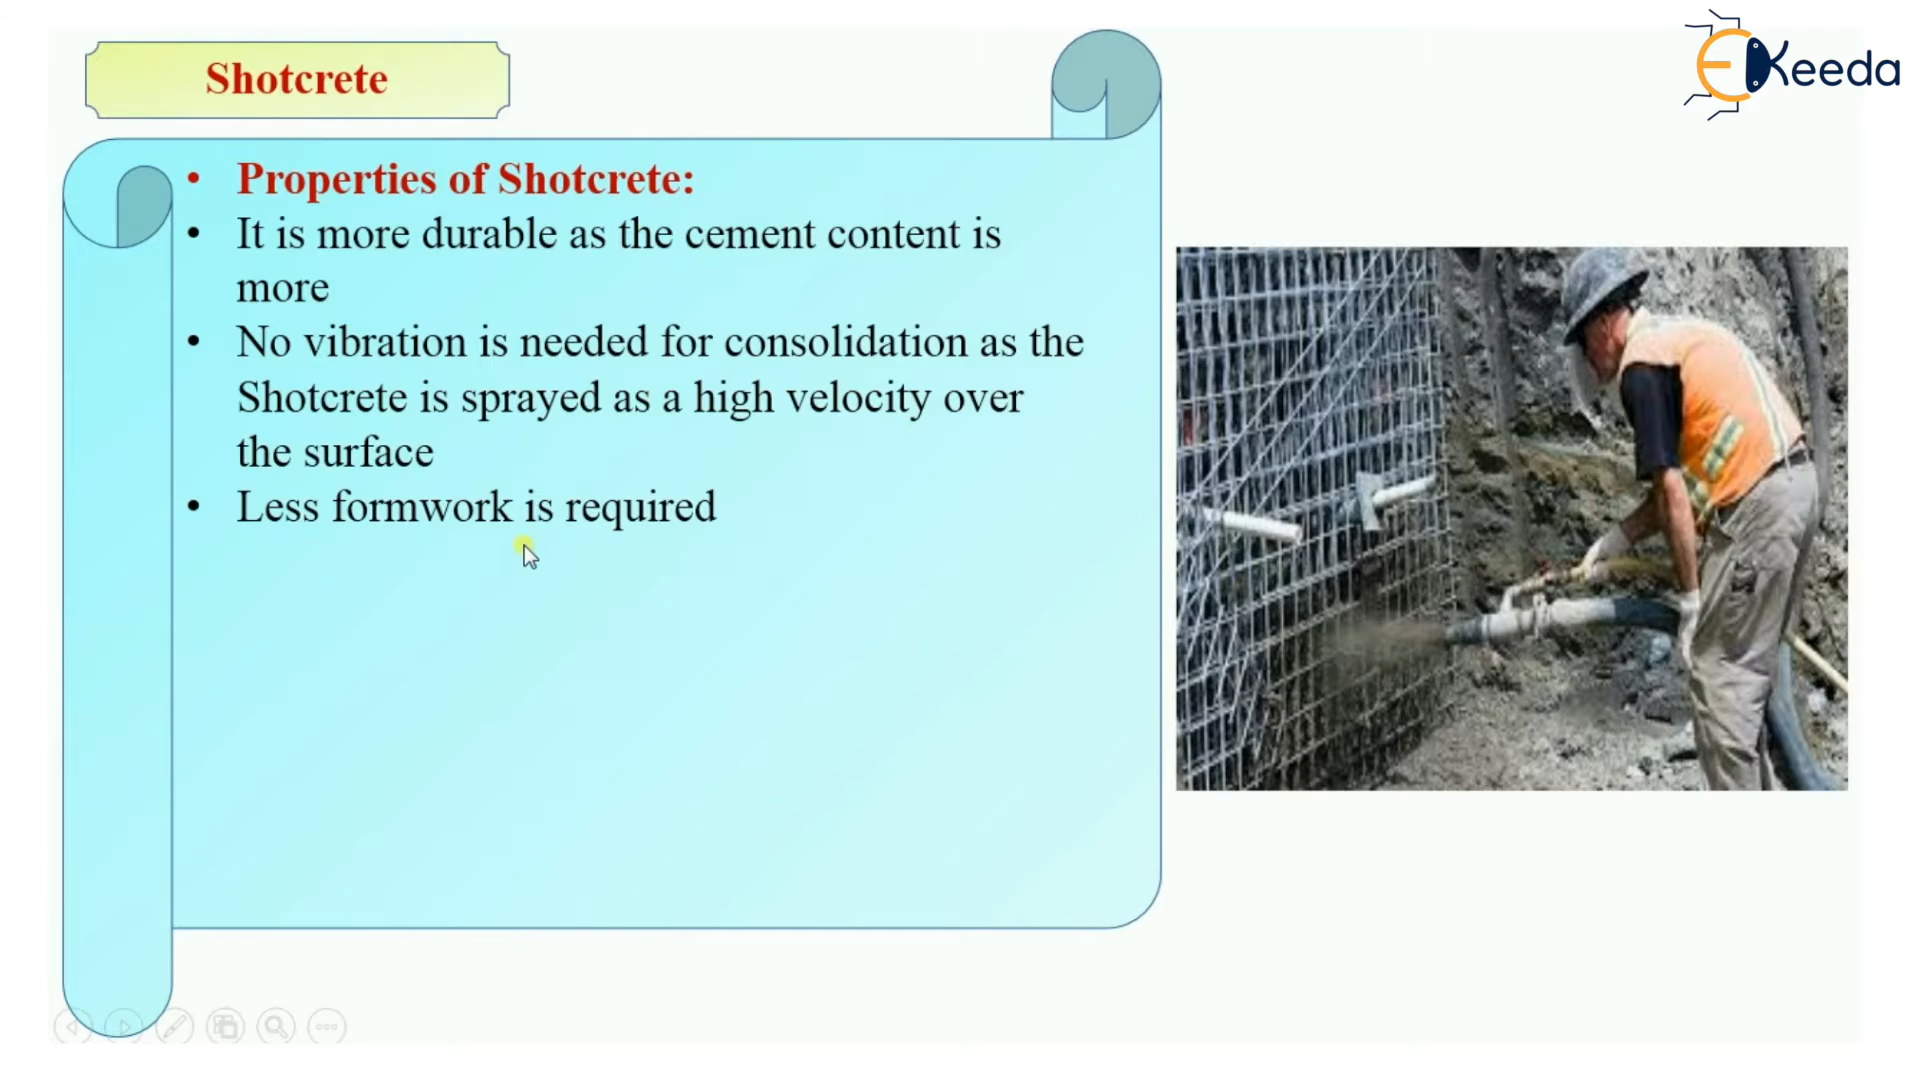 Shotcrete
EKeeda
• Properties of Shotcrete:
• It is more durable as the cement content is
more
• No vibration is needed for consolidation as the
Shotcrete is sprayed as a high velocity over
the surface
• Less formwork is required